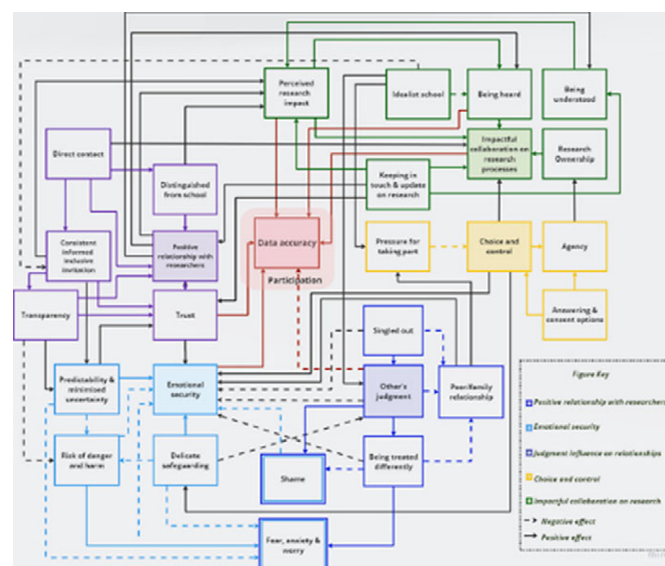 Perceived
research
impact
Idealist school
Being heard
Being
understood
Direct contact
Impactful
collaboration on
research
processes
Research
Ownership
Distinguished
from school
Keeping in
touch & update
on research
Consistent
informed
inclusive
invitation
Positive
relationship with
researchers
Data accuracy
Pressure for
taking part
Choice and
control
Agency
Participation
Transparency
Trust
Singled out
Answering &
consent options
Predictability &
minimised
uncertainty
Emotional
security
Other's
judgment
Peer/family
relationship
Figure Key
Positive relationship with researchers
Emotional security
Judgment influence on relationships
Choice and control
Impactful collaboration on research
Negative effect
Positive effect
Risk of danger
and harm
Delicate
safeguarding
Being treated
differently
Shame
Fear, anxiety &
worry